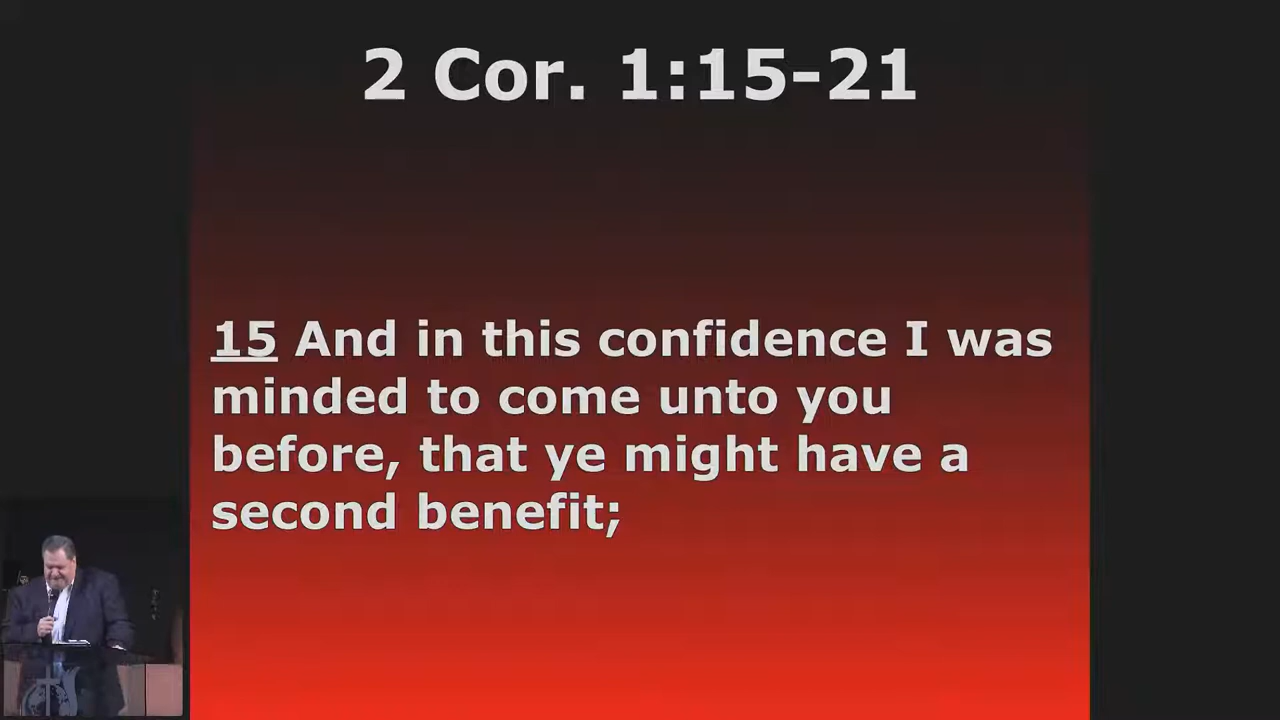 2 Cor. 1:15-21
15 And in this confidence I was
minded to come unto you
before, that ye might have a
second benefit;